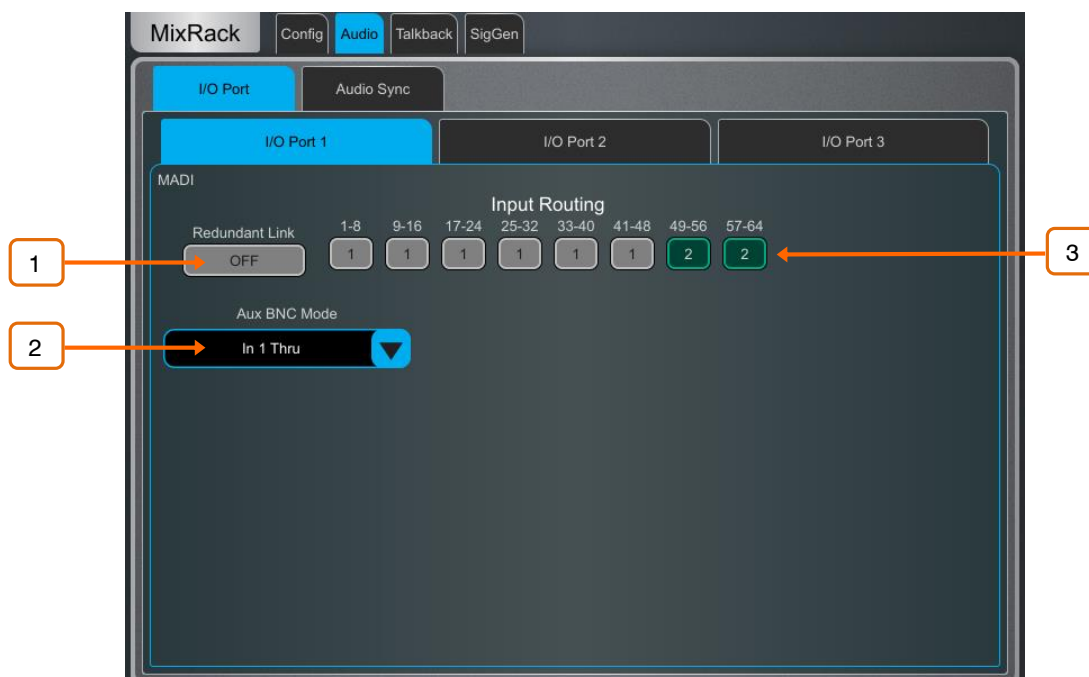 MixRack Config Audio Talkback SigGen
I/O Port Audio Sync
I/O Port 1 I/O Port 2 I/O Port 3
MADI
Input Routing
Redundant Link 1-8 9-16 17-24 25-32 33-40 41-48 49-56 57-64
1 OFF 1 1 1 1 1 1 2 2 3
Aux BNC Mode
2 In 1 Thru